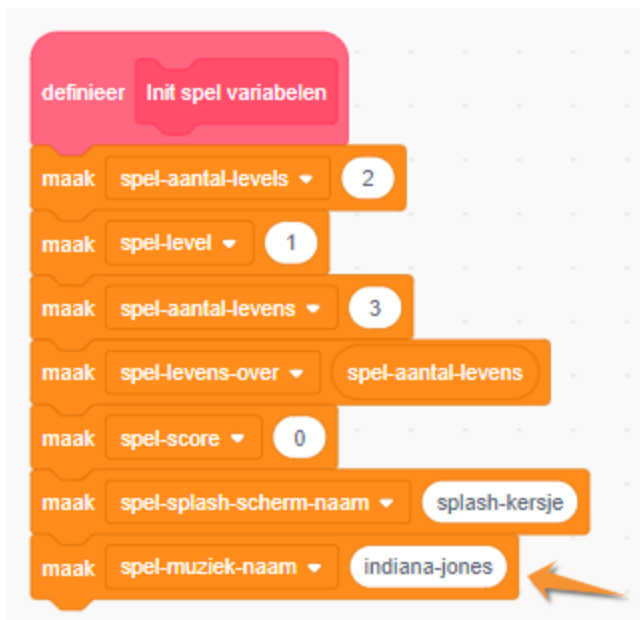 definieer Init spel variabelen
maak spel-aantal-levels 2
maak spel-level 1
maak spel-aantal-levens 3
maak spel-levens-over spel-aantal-levens
maak spel-score 0
maak spel-splash-scherm-naam splash-kersje
maak spel-muziek-naam indiana-jones